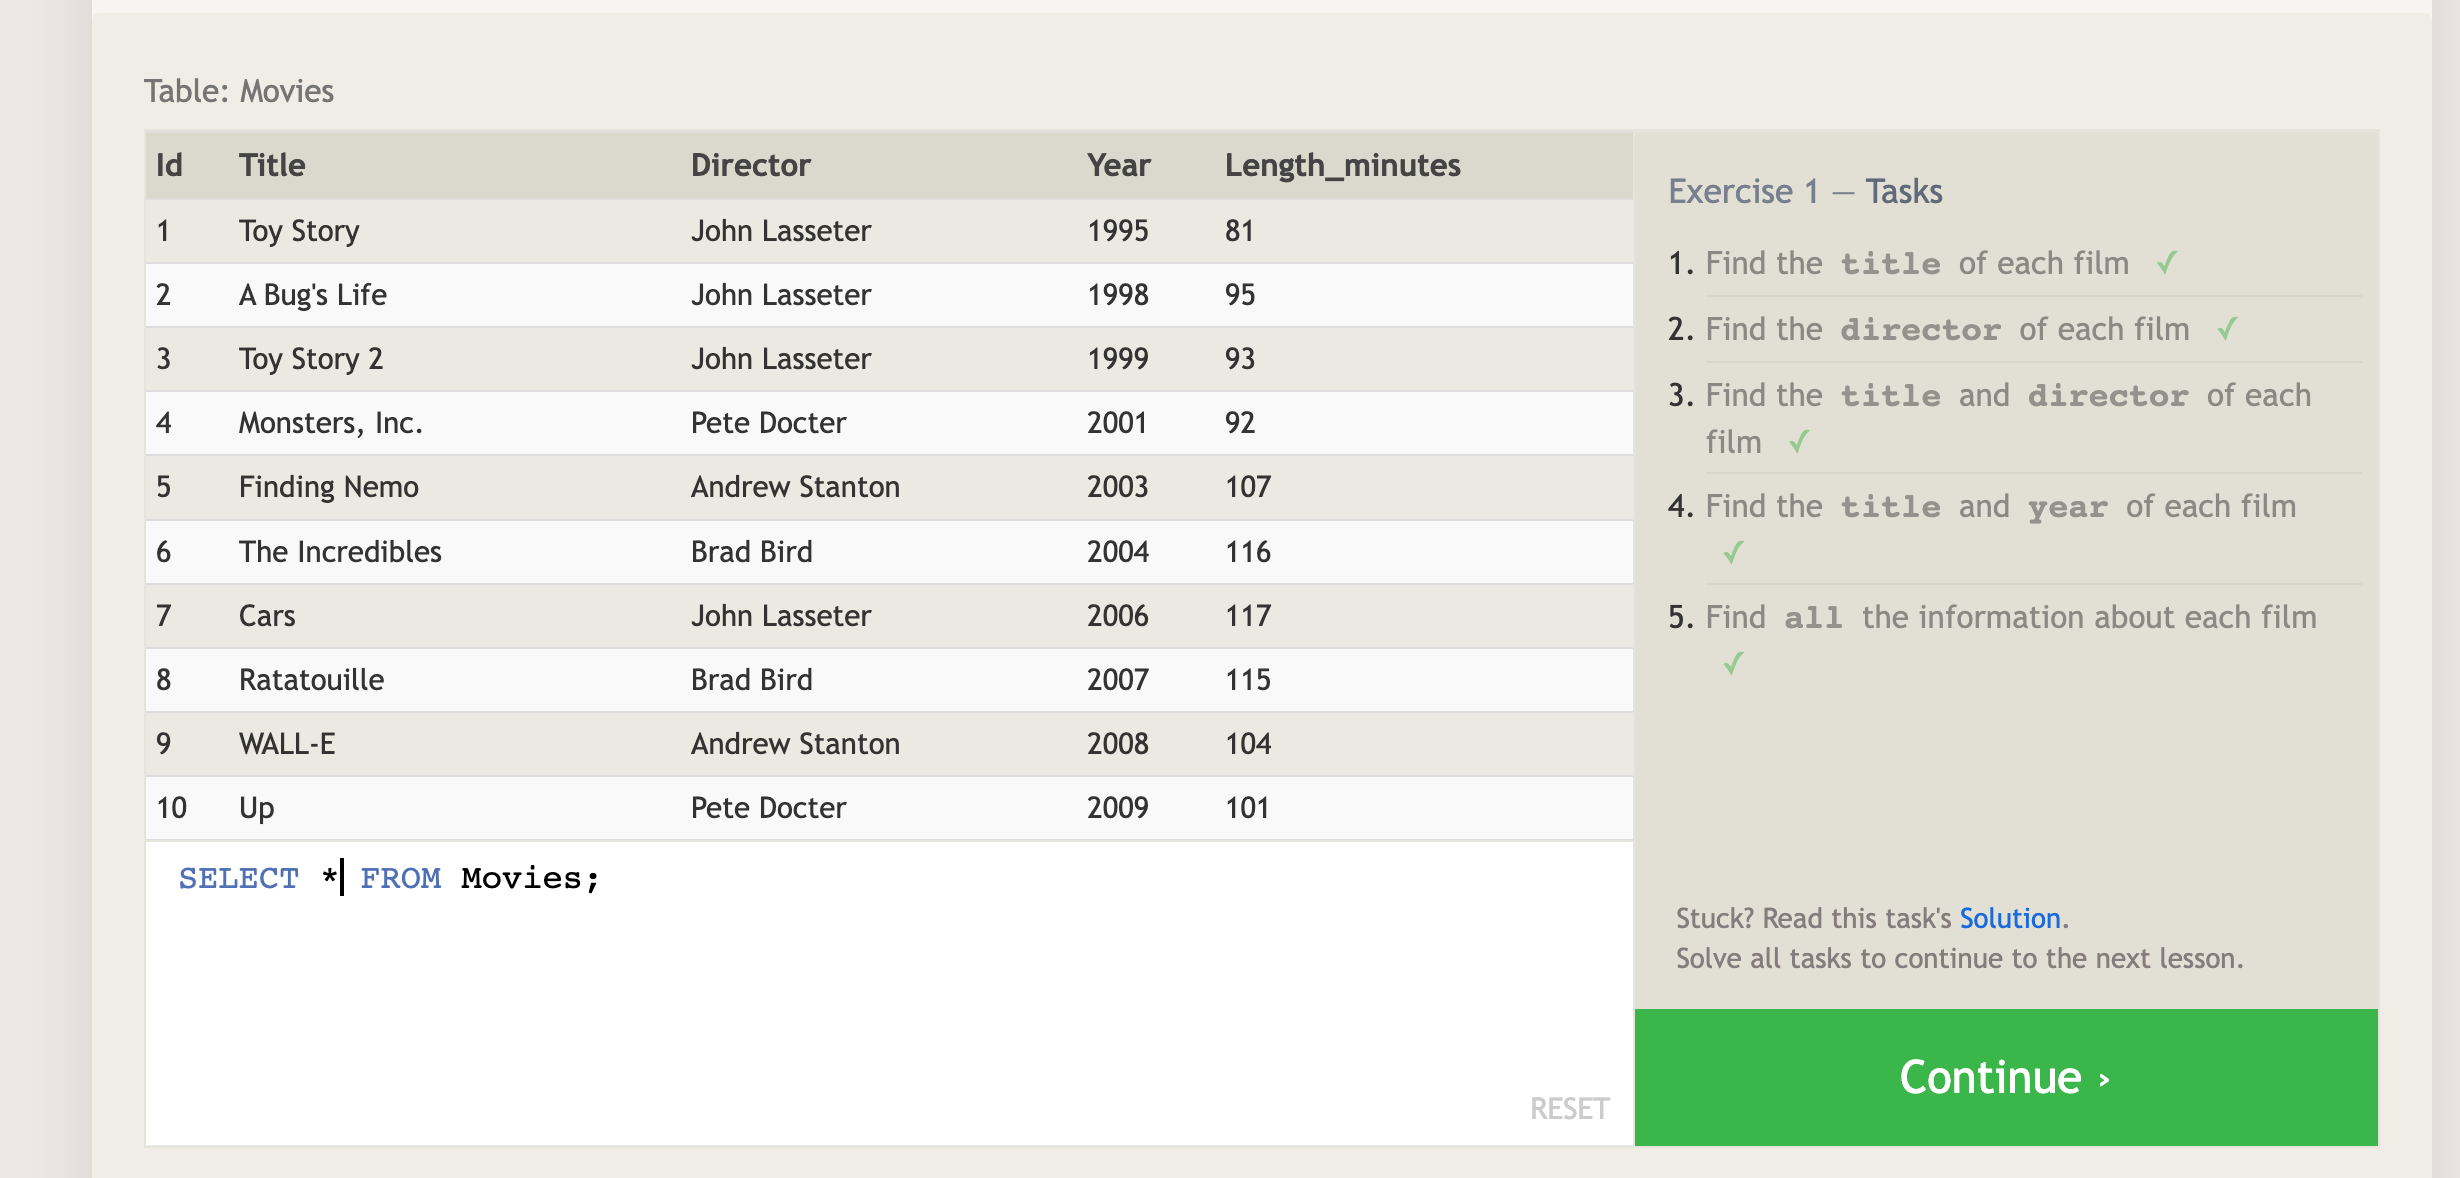 Table: Movies
Id Title Director Year Length_minutes
1 Toy Story John Lasseter 1995 81
2 A Bug's Life John Lasseter 1998 95
3 Toy Story 2 John Lasseter 1999 93
4 Monsters, Inc. Pete Docter 2001 92
5 Finding Nemo Andrew Stanton 2003 107
6 The Incredibles Brad Bird 2004 116
7 Cars John Lasseter 2006 117
8 Ratatouille Brad Bird 2007 115
9 WALL-E Andrew Stanton 2008 104
10 Up Pete Docter 2009 101
SELECT * FROM Movies;
RESET
Exercise 1 — Tasks
1. Find the title of each film ✓
2. Find the director of each film ✓
3. Find the title and director of each
film ✓
4. Find the title and year of each film
✓
5. Find all the information about each film
✓
Stuck? Read this task's Solution.
Solve all tasks to continue to the next lesson.
Continue ›